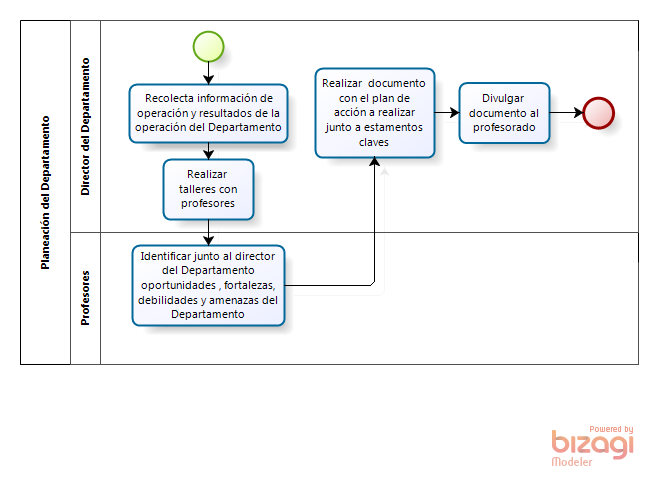 Planeación del Departamento
Director del Departamento
Recolecta información de
operación y resultados de la
operación del Departamento
Realizar
talleres con
profesores
Realizar documento
con el plan de
acción a realizar
junto a estamentos
claves
Divulgar
documento al
profesorado
Profesores
Identificar junto al director
del Departamento
oportunidades , fortalezas,
debilidades y amenazas del
Departamento
Powered by
bizagi
Modeler